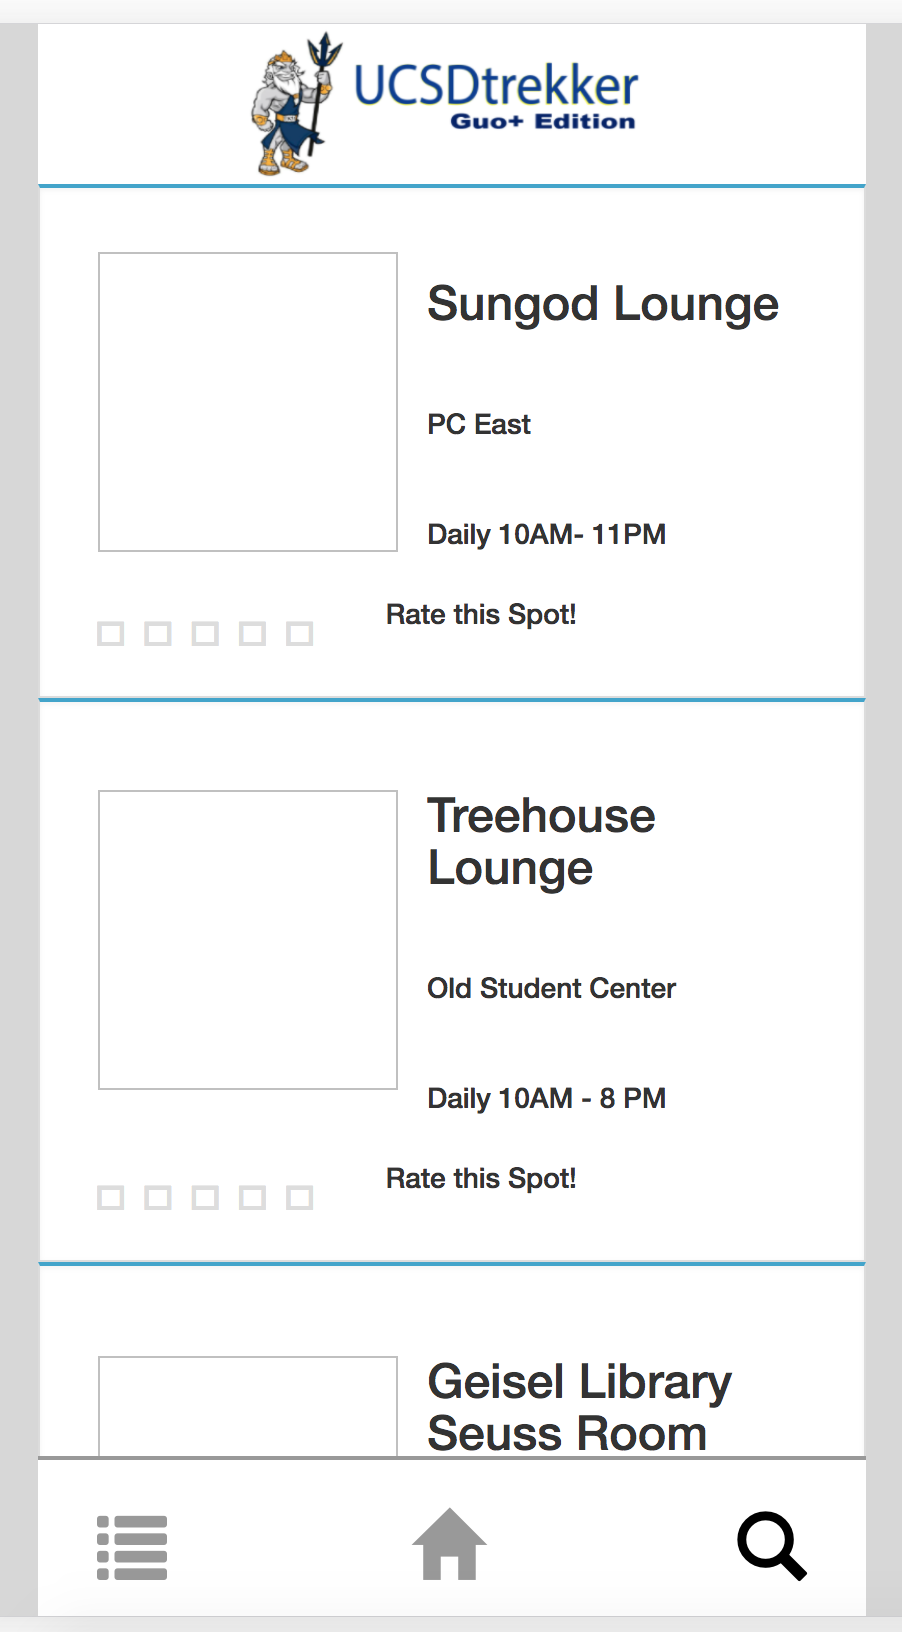 UCSDtrekker
Guo+ Edition
Sungod Lounge
PC East
Daily 10AM- 11PM
Rate this Spot!
Treehouse
Lounge
Old Student Center
Daily 10AM - 8 PM
Rate this Spot!
Geisel Library
Seuss Room